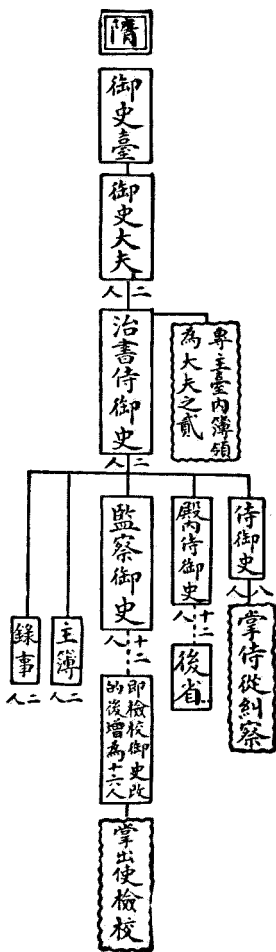 隋
御史臺
御史大夫
二人
治書侍御史
二人
專主臺内簿領
為大夫之貳
侍御史
八人
掌侍從糾察
殿内侍御史
十二人
後省
監察御史
十二人
即檢校御史改
的後增為十六人
掌出使檢校
主簿
二人
錄事
二人